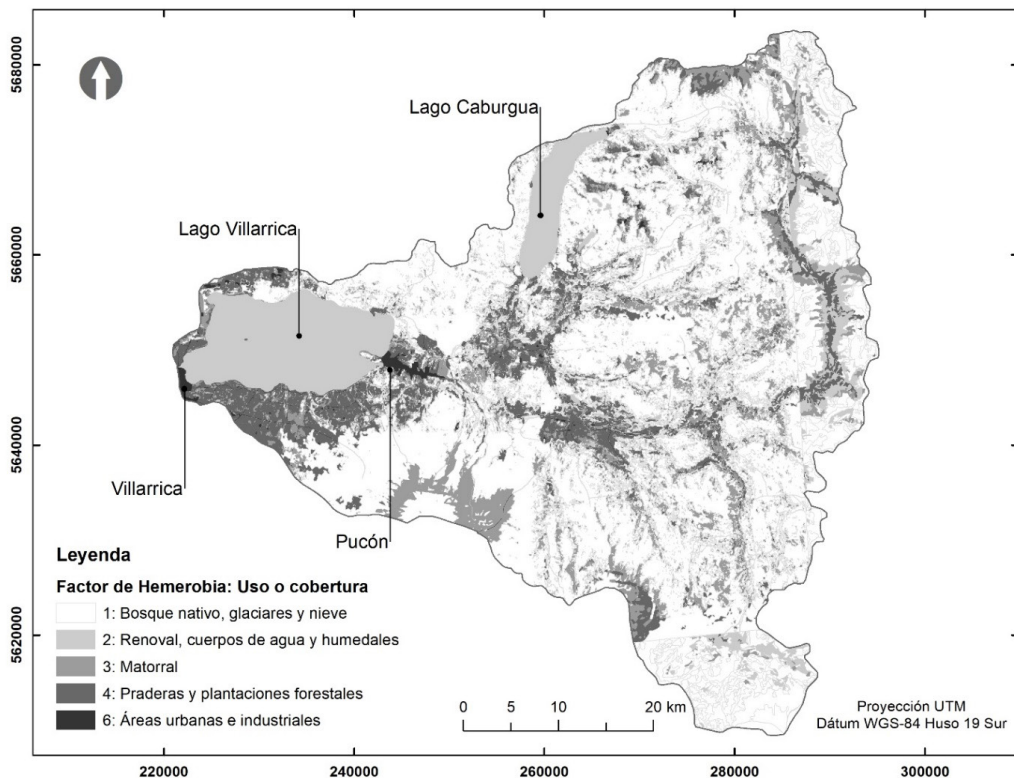 5680000
5660000
5640000
5620000
Lago Caburgua
Lago Villarrica
Villarrica
Pucón
Leyenda
Factor de Hemerobia: Uso o cobertura
1: Bosque nativo, glaciares y nieve
2: Renoval, cuerpos de agua y humedales
3: Matorral
4: Praderas y plantaciones forestales
6: Áreas urbanas e industriales
0 5 10 20 km
Proyección UTM
Dátum WGS-84 Huso 19 Sur
220000 240000 260000 280000 300000